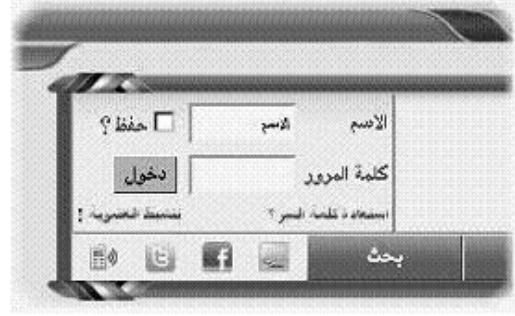 الاسم الاسم حفظ ؟
كلمة المرور دخول
استعادة كلمة السر ؟ تنشيط العضوية !
بحث